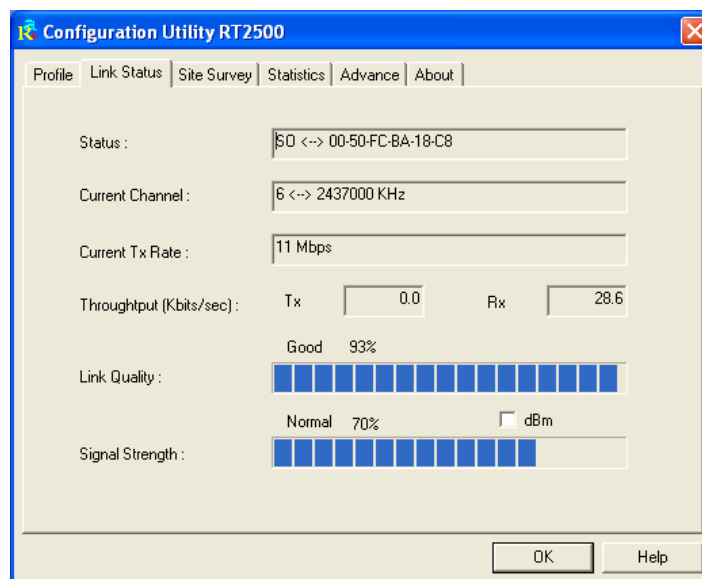 Configuration Utility RT2500
Profile Link Status Site Survey Statistics Advance About
Status : SO <--> 00-50-FC-BA-18-C8
Current Channel : 6 <--> 2437000 KHz
Current Tx Rate : 11 Mbps
Throughtput (Kbits/sec) : Tx 0.0 Rx 28.6
Good 93%
Link Quality :
Normal 70% dBm
Signal Strength :
OK Help